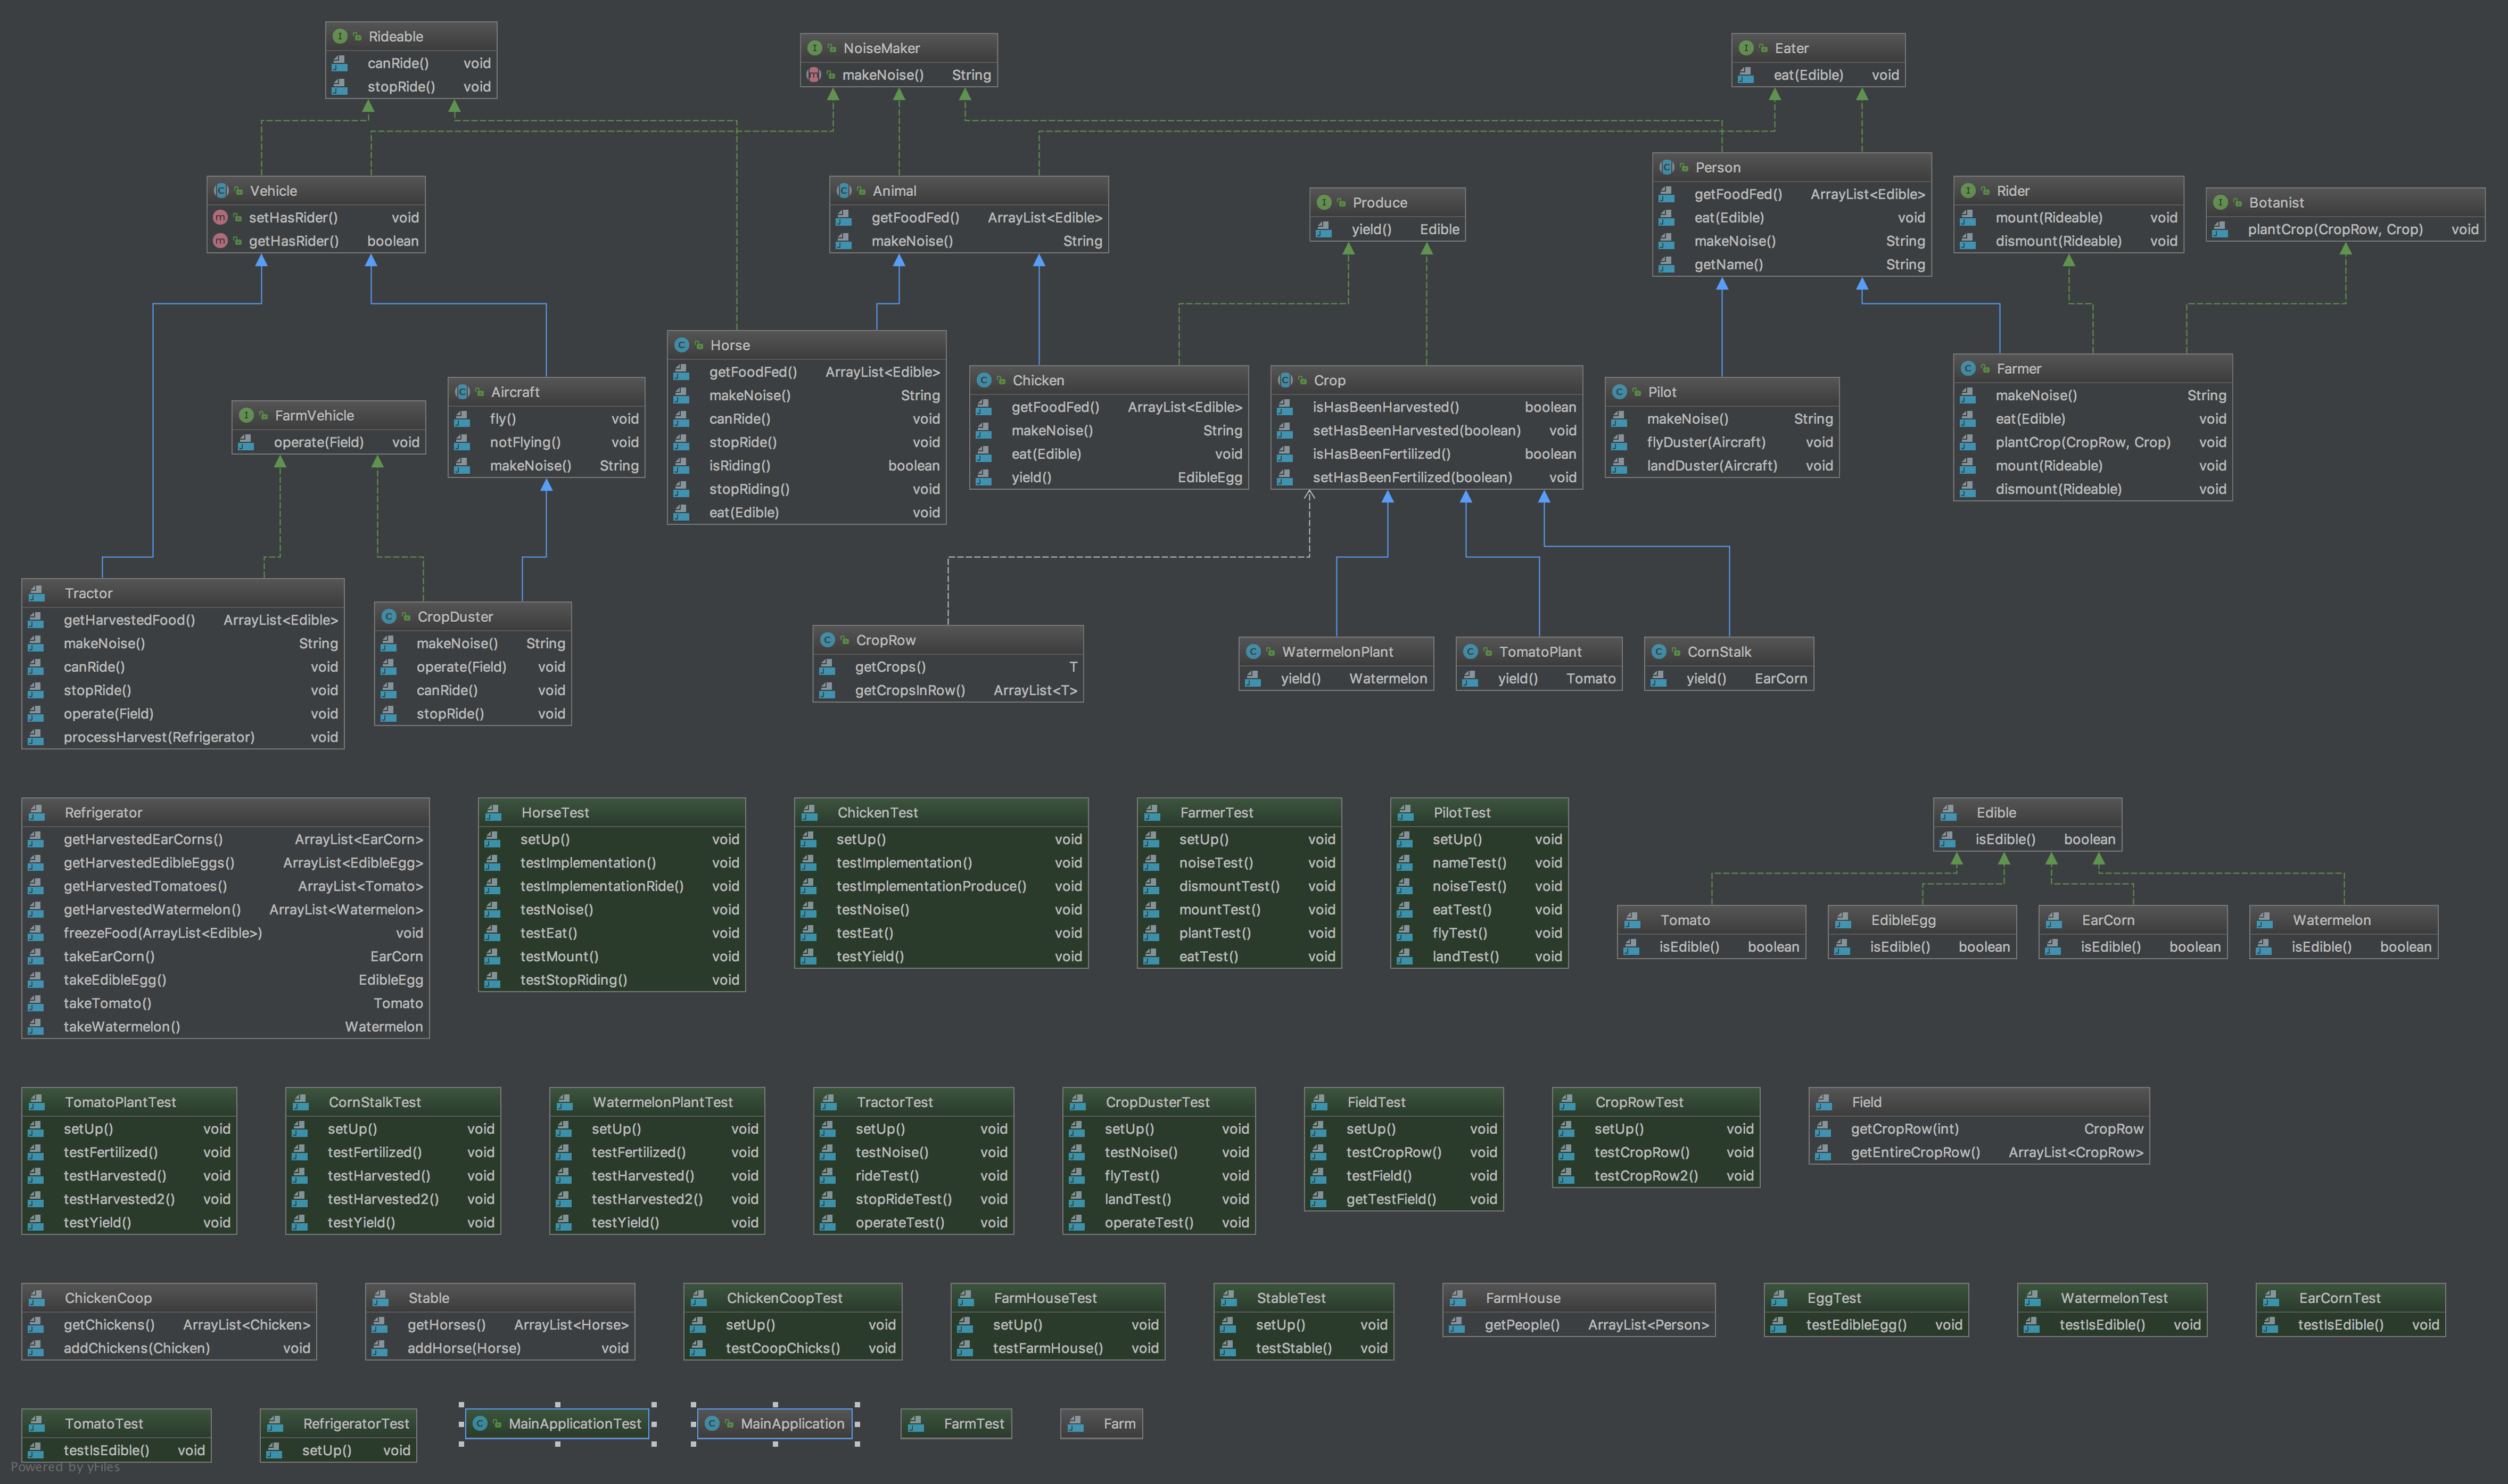 Rideable
canRide() void
stopRide() void
NoiseMaker
makeNoise() String
Eater
eat(Edible) void
Vehicle
setHasRider() void
getHasRider() boolean
Animal
getFoodFed() ArrayList<Edible>
makeNoise() String
Produce
yield() Edible
Person
getFoodFed() ArrayList<Edible>
eat(Edible) void
makeNoise() String
getName() String
Rider
mount(Rideable) void
dismount(Rideable) void
Botanist
plantCrop(CropRow, Crop) void
FarmVehicle
operate(Field) void
Aircraft
fly() void
notFlying() void
makeNoise() String
Horse
getFoodFed() ArrayList<Edible>
makeNoise() String
canRide() void
stopRide() void
isRiding() boolean
stopRiding() void
eat(Edible) void
Chicken
getFoodFed() ArrayList<Edible>
makeNoise() String
eat(Edible) void
yield() EdibleEgg
Crop
isHasBeenHarvested() boolean
setHasBeenHarvested(boolean) void
isHasBeenFertilized() boolean
setHasBeenFertilized(boolean) void
Pilot
makeNoise() String
flyDuster(Aircraft) void
landDuster(Aircraft) void
Farmer
makeNoise() String
eat(Edible) void
plantCrop(CropRow, Crop) void
mount(Rideable) void
dismount(Rideable) void
Tractor
getHarvestedFood() ArrayList<Edible>
makeNoise() String
canRide() void
stopRide() void
operate(Field) void
processHarvest(Refrigerator) void
CropDuster
makeNoise() String
operate(Field) void
canRide() void
stopRide() void
CropRow
getCrops() T
getCropsInRow() ArrayList<T>
WatermelonPlant
yield() Watermelon
TomatoPlant
yield() Tomato
CornStalk
yield() EarCorn
Refrigerator
getHarvestedEarCorns() ArrayList<EarCorn>
getHarvestedEdibleEggs() ArrayList<EdibleEgg>
getHarvestedTomatoes() ArrayList<Tomato>
getHarvestedWatermelon() ArrayList<Watermelon>
freezeFood(ArrayList<Edible>) void
takeEarCorn() EarCorn
takeEdibleEgg() EdibleEgg
takeTomato() Tomato
takeWatermelon() Watermelon
HorseTest
setUp() void
testImplementation() void
testImplementationRide() void
testNoise() void
testEat() void
testMount() void
testStopRiding() void
ChickenTest
setUp() void
testImplementation() void
testImplementationProduce() void
testNoise() void
testEat() void
testYield() void
FarmerTest
setUp() void
noiseTest() void
dismountTest() void
mountTest() void
plantTest() void
eatTest() void
PilotTest
setUp() void
nameTest() void
noiseTest() void
eatTest() void
flyTest() void
landTest() void
Edible
isEdible() boolean
Tomato
isEdible() boolean
EdibleEgg
isEdible() boolean
EarCorn
isEdible() boolean
Watermelon
isEdible() boolean
TomatoPlantTest
setUp() void
testFertilized() void
testHarvested() void
testHarvested2() void
testYield() void
CornStalkTest
setUp() void
testFertilized() void
testHarvested() void
testHarvested2() void
testYield() void
WatermelonPlantTest
setUp() void
testFertilized() void
testHarvested() void
testHarvested2() void
testYield() void
TractorTest
setUp() void
testNoise() void
rideTest() void
stopRideTest() void
operateTest() void
CropDusterTest
setUp() void
testNoise() void
flyTest() void
landTest() void
operateTest() void
FieldTest
setUp() void
testCropRow() void
testField() void
getTestField() void
CropRowTest
setUp() void
testCropRow() void
testCropRow2() void
Field
getCropRow(int) CropRow
getEntireCropRow() ArrayList<CropRow>
ChickenCoop
getChickens() ArrayList<Chicken>
addChickens(Chicken) void
Stable
getHorses() ArrayList<Horse>
addHorse(Horse) void
ChickenCoopTest
setUp() void
testCoopChicks() void
FarmHouseTest
setUp() void
testFarmHouse() void
StableTest
setUp() void
testStable() void
FarmHouse
getPeople() ArrayList<Person>
EggTest
testEdibleEgg() void
WatermelonTest
testIsEdible() void
EarCornTest
testIsEdible() void
TomatoTest
testIsEdible() void
RefrigeratorTest
setUp() void
MainApplicationTest
MainApplication
FarmTest
Farm
Powered by yFiles